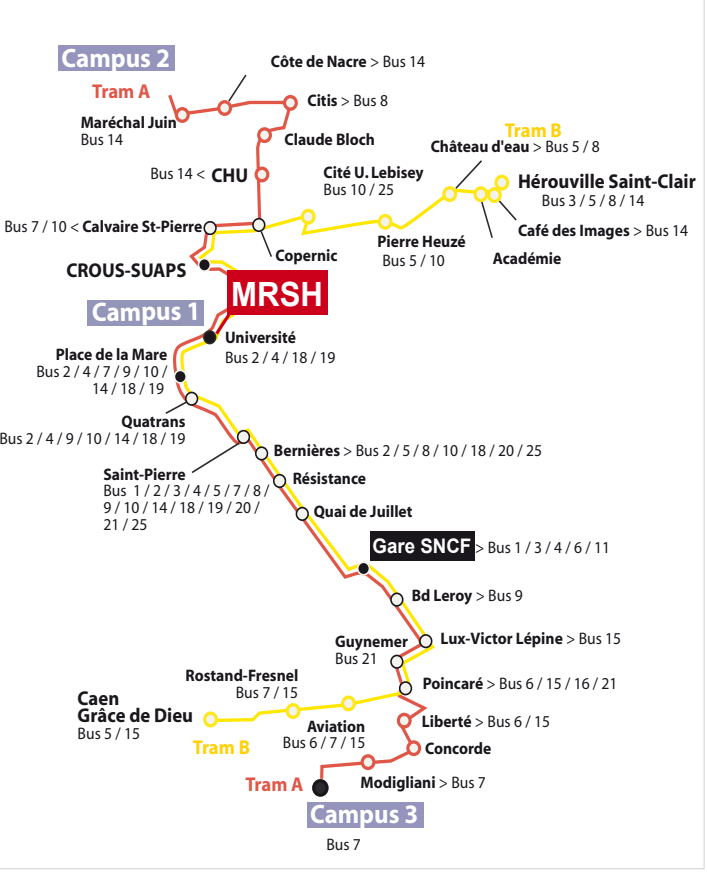 Campus 2
Côte de Nacre > Bus 14
Tram A
Citis > Bus 8
Maréchal Juin
Bus 14
Claude Bloch
Tram B
Château d'eau > Bus 5 / 8
Bus 14 < CHU
Cité U. Lebisey
Bus 10 / 25
Hérouville Saint-Clair
Bus 3 / 5 / 8 / 14
Bus 7 / 10 < Calvaire St-Pierre
Café des Images > Bus 14
Pierre Heuzé
Bus 5 / 10
Copernic
Académie
CROUS-SUAPS
MRSH
Campus 1
Université
Bus 2 / 4 / 18 / 19
Place de la Mare
Bus 2 / 4 / 7 / 9 / 10 /
14 / 18 / 19
Quatrans
Bus 2 / 4 / 9 / 10 / 14 / 18 / 19
Bernières > Bus 2 / 5 / 8 / 10 / 18 / 20 / 25
Saint-Pierre
Bus 1 / 2 / 3 / 4 / 5 / 7 / 8 /
9 / 10 / 14 / 18 / 19 / 20 /
21 / 25
Résistance
Quai de Juillet
Gare SNCF > Bus 1 / 3 / 4 / 6 / 11
Bd Leroy > Bus 9
Guynemer
Bus 21
Lux-Victor Lépine > Bus 15
Rostand-Fresnel
Bus 7 / 15
Poincaré > Bus 6 / 15 / 16 / 21
Caen
Grâce de Dieu
Bus 5 / 15
Aviation
Bus 6 / 7 / 15
Liberté > Bus 6 / 15
Tram B
Concorde
Tram A
Modigliani > Bus 7
Campus 3
Bus 7